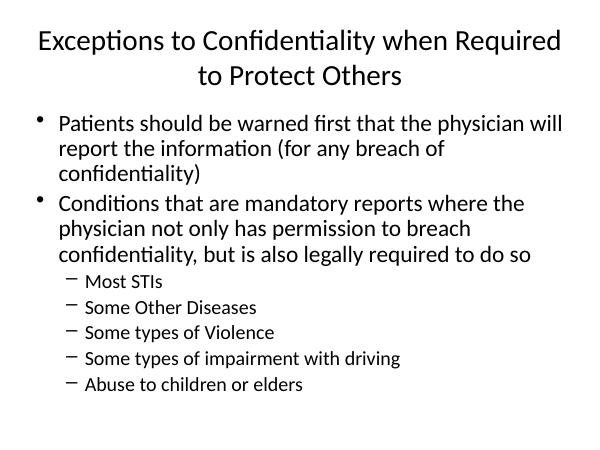 Exceptions to Confidentiality when Required
to Protect Others
• Patients should be warned first that the physician will
report the information (for any breach of
confidentiality)
• Conditions that are mandatory reports where the
physician not only has permission to breach
confidentiality, but is also legally required to do so
– Most STIs
– Some Other Diseases
– Some types of Violence
– Some types of impairment with driving
– Abuse to children or elders